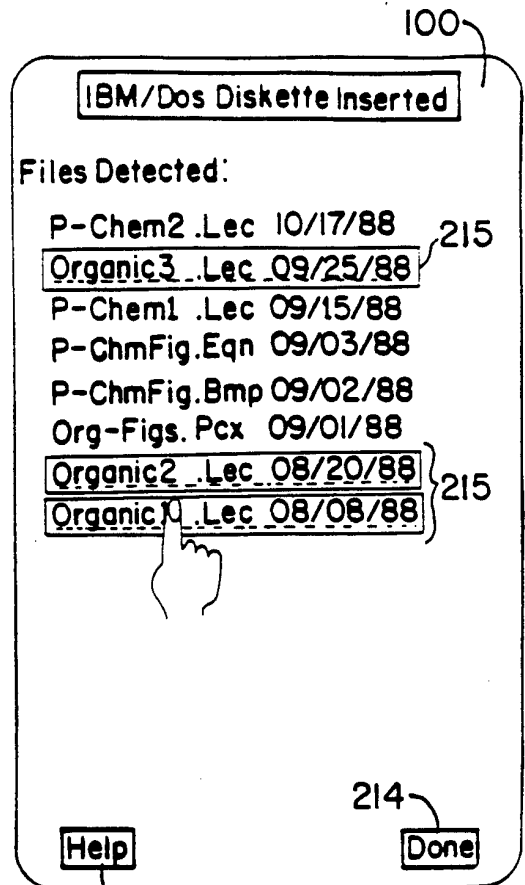 100
IBM/Dos Diskette Inserted
Files Detected:
P-Chem2 .Lec 10/17/88
215
Organic3 .Lec 09/25/88
P-Chem1 .Lec 09/15/88
P-ChmFig.Eqn 09/03/88
P-ChmFig.Bmp 09/02/88
Org-Figs. Pcx 09/01/88
Organic2 .Lec 08/20/88
215
Organic1 .Lec 08/08/88
214
Help Done